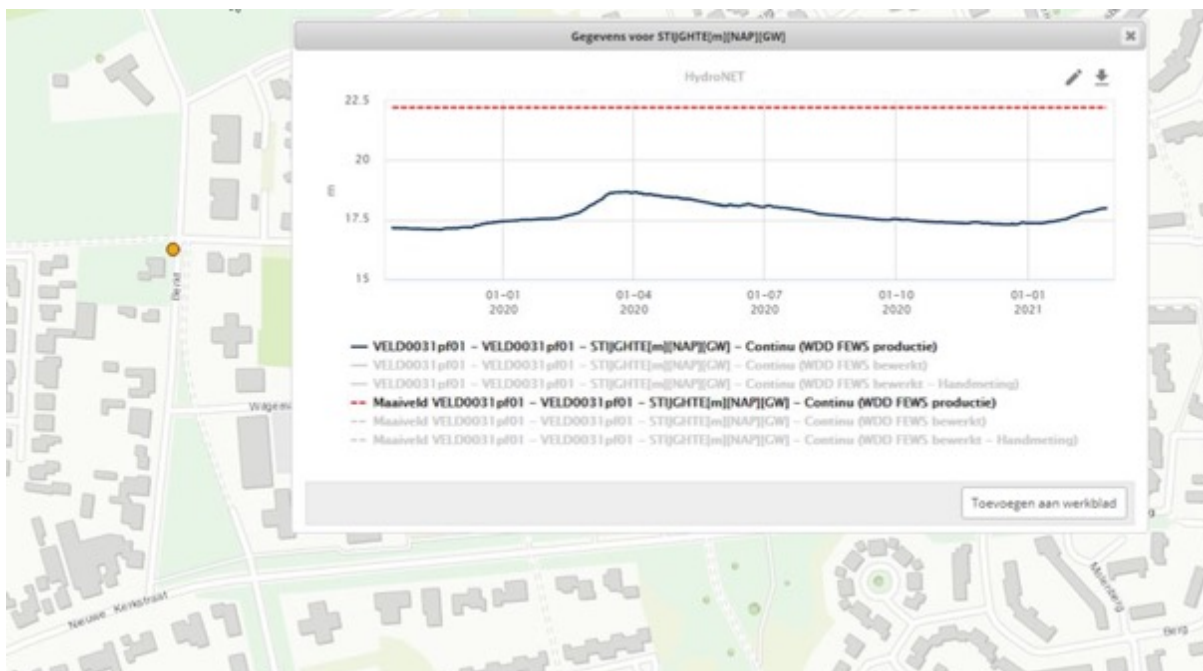 Gegevens voor STIJGHTE[m][NAP][GW]
HydroNET
22.5
20
17.5
15
m
01-01
2020
01-04
2020
01-07
2020
01-10
2020
01-01
2021
VELD0031pf01 - VELD0031pf01 - STIJGHTE[m][NAP][GW] - Continu (WDD FEWS productie)
VELD0031pf01 - VELD0031pf01 - STIJGHTE[m][NAP][GW] - Continu (WDD FEWS bewerkt)
VELD0031pf01 - VELD0031pf01 - STIJGHTE[m][NAP][GW] - Continu (WDD FEWS bewerkt - Handmeting)
Maaiveld VELD0031pf01 - VELD0031pf01 - STIJGHTE[m][NAP][GW] - Continu (WDD FEWS productie)
Maaiveld VELD0031pf01 - VELD0031pf01 - STIJGHTE[m][NAP][GW] - Continu (WDD FEWS bewerkt)
Maaiveld VELD0031pf01 - VELD0031pf01 - STIJGHTE[m][NAP][GW] - Continu (WDD FEWS bewerkt - Handmeting)
Toevoegen aan werkblad
Berkt
Nieuwe Kerkstraat
Molenberg
Berg